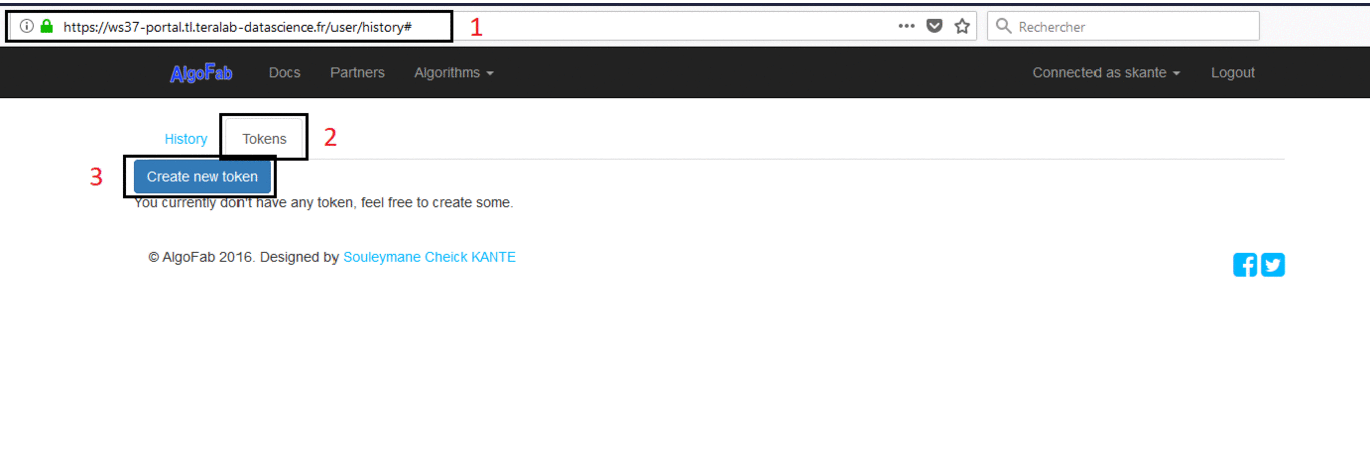 https://ws37-portal.tl.teralab-datascience.fr/user/history# 1 Rechercher
AlgoFab Docs Partners Algorithms Connected as skante Logout
History Tokens 2
3 Create new token
You currently don't have any token, feel free to create some.
© AlgoFab 2016. Designed by Souleymane Cheick KANTE